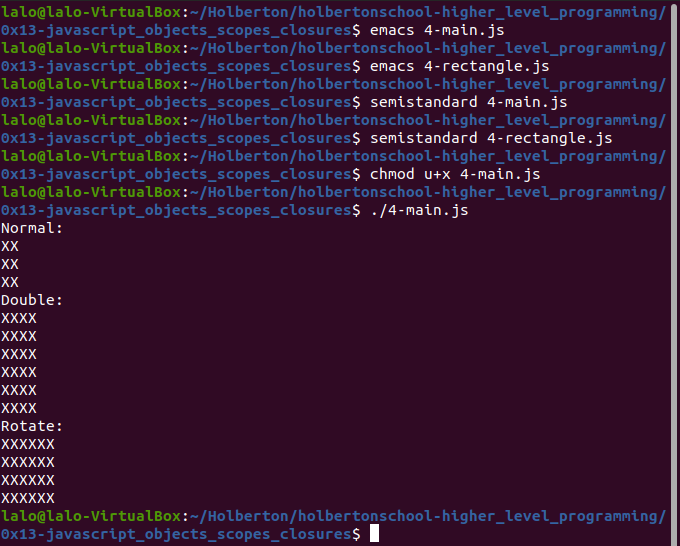 lalo@lalo-VirtualBox:~/Holberton/holbertonschool-higher_level_programming/
0x13-javascript_objects_scopes_closures$ emacs 4-main.js
lalo@lalo-VirtualBox:~/Holberton/holbertonschool-higher_level_programming/
0x13-javascript_objects_scopes_closures$ emacs 4-rectangle.js
lalo@lalo-VirtualBox:~/Holberton/holbertonschool-higher_level_programming/
0x13-javascript_objects_scopes_closures$ semistandard 4-main.js
lalo@lalo-VirtualBox:~/Holberton/holbertonschool-higher_level_programming/
0x13-javascript_objects_scopes_closures$ semistandard 4-rectangle.js
lalo@lalo-VirtualBox:~/Holberton/holbertonschool-higher_level_programming/
0x13-javascript_objects_scopes_closures$ chmod u+x 4-main.js
lalo@lalo-VirtualBox:~/Holberton/holbertonschool-higher_level_programming/
0x13-javascript_objects_scopes_closures$ ./4-main.js
Normal:
XX
XX
XX
Double:
XXXX
XXXX
XXXX
XXXX
XXXX
XXXX
Rotate:
XXXXXX
XXXXXX
XXXXXX
XXXXXX
lalo@lalo-VirtualBox:~/Holberton/holbertonschool-higher_level_programming/
0x13-javascript_objects_scopes_closures$